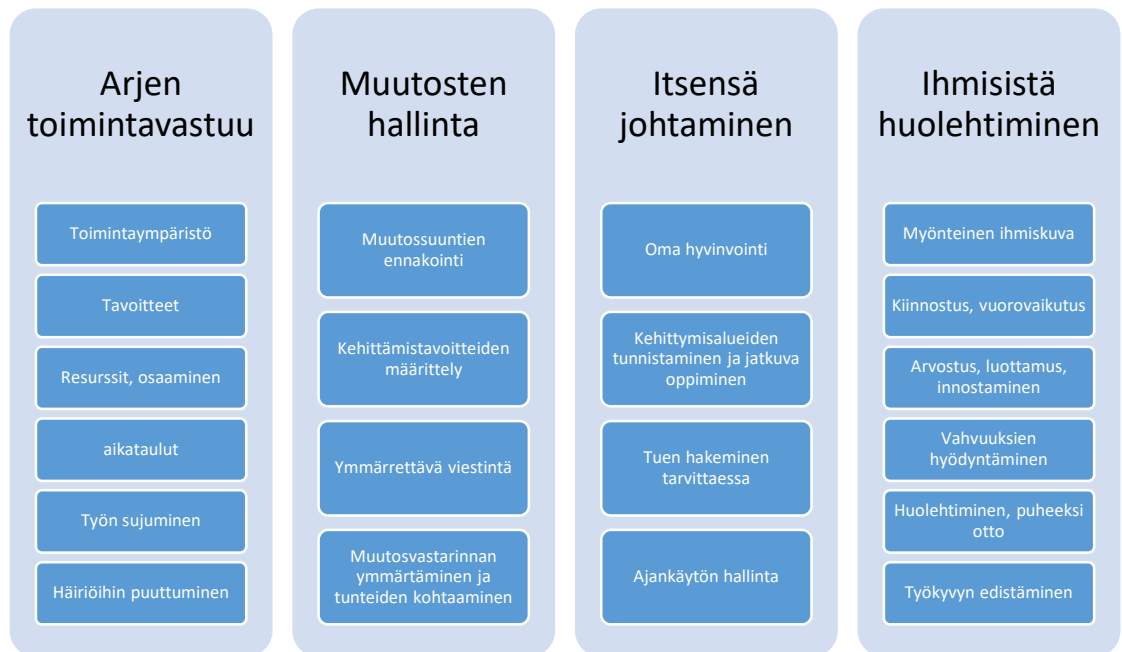 Arjen
toimintavastuu
Toimintaympäristö
Tavoitteet
Resurssit, osaaminen
aikataulut
Työn sujuminen
Häiriöihin puuttuminen
Muutosten
hallinta
Muutossuuntien
ennakointi
Kehittämistavoitteiden
määrittely
Ymmärrettävä viestintä
Muutosvastarinnan
ymmärtäminen ja
tunteiden kohtaaminen
Itsensä
johtaminen
Oma hyvinvointi
Kehittymisalueiden
tunnistaminen ja jatkuva
oppiminen
Tuen hakeminen
tarvittaessa
Ajankäytön hallinta
Ihmisistä
huolehtiminen
Myönteinen ihmiskuva
Kiinnostus, vuorovaikutus
Arvostus, luottamus,
innostaminen
Vahvuuksien
hyödyntäminen
Huolehtiminen, puheeksi
otto
Työkyvyn edistäminen